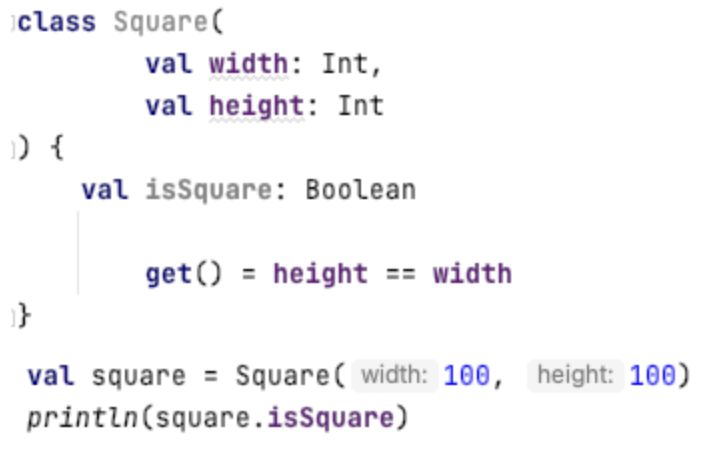 class Square(
        val width: Int,
        val height: Int
) {
    val isSquare: Boolean
        get() = height == width
}
val square = Square( width: 100, height: 100)
println(square.isSquare)